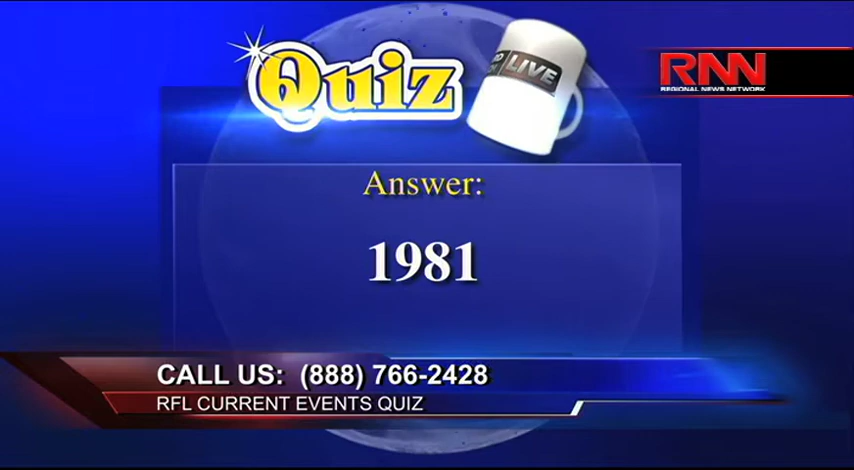 Quiz
LIVE
RNN
REGIONAL NEWS NETWORK
Answer:
1981
CALL US: (888) 766-2428
RFL CURRENT EVENTS QUIZ